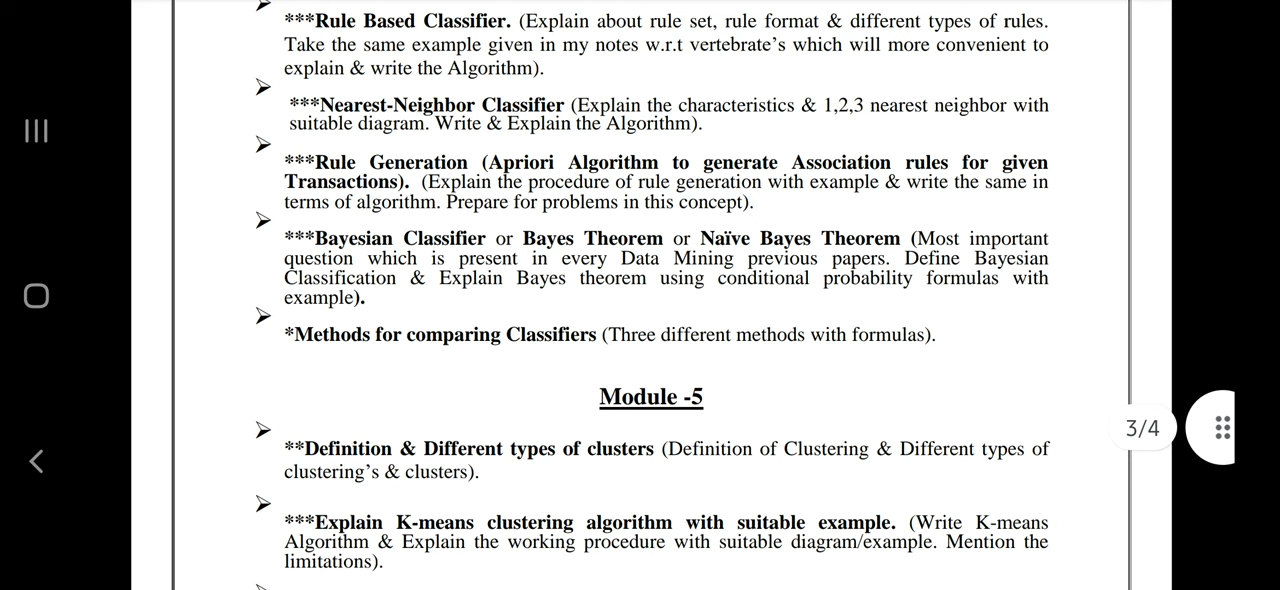 ***Rule Based Classifier. (Explain about rule set, rule format & different types of rules.
Take the same example given in my notes w.r.t vertebrate’s which will more convenient to
explain & write the Algorithm).
***Nearest-Neighbor Classifier (Explain the characteristics & 1,2,3 nearest neighbor with
suitable diagram. Write & Explain the Algorithm).
***Rule Generation (Apriori Algorithm to generate Association rules for given
Transactions). (Explain the procedure of rule generation with example & write the same in
terms of algorithm. Prepare for problems in this concept).
***Bayesian Classifier or Bayes Theorem or Naïve Bayes Theorem (Most important
question which is present in every Data Mining previous papers. Define Bayesian
Classification & Explain Bayes theorem using conditional probability formulas with
example).
*Methods for comparing Classifiers (Three different methods with formulas).
Module -5
3/4
**Definition & Different types of clusters (Definition of Clustering & Different types of
clustering’s & clusters).
***Explain K-means clustering algorithm with suitable example. (Write K-means
Algorithm & Explain the working procedure with suitable diagram/example. Mention the
limitations).